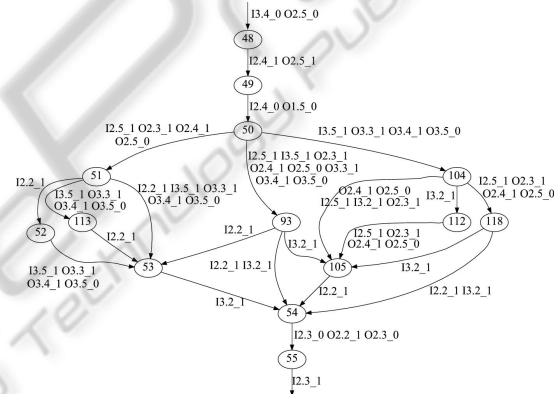 I3.4_0 O2.5_0
48
I2.4_1 O2.5_1
49
I2.4_0 O1.5_0
50
I2.5_1 O2.3_1 O2.4_1
O2.5_0
I2.5_1 I3.5_1 O2.3_1
O2.4_1 O2.5_0 O3.3_1
O3.4_1 O3.5_0
I3.5_1 O3.3_1 O3.4_1 O3.5_0
51
104
I2.2_1
I3.5_1 O3.3_1
O3.4_1 O3.5_0
I2.2_1 I3.5_1 O3.3_1
O3.4_1 O3.5_0
O2.4_1 O2.5_0
I2.5_1 I3.2_1 O2.3_1
I3.2_1
I2.5_1 O2.3_1
O2.4_1 O2.5_0
52
113
93
112
118
I2.2_1
I2.2_1
I3.2_1
I2.5_1 O2.3_1
O2.4_1 O2.5_0
53
105
I3.5_1 O3.3_1
O3.4_1 O3.5_0
I2.2_1 I3.2_1
I3.2_1
I3.2_1
I2.2_1
I2.2_1 I3.2_1
54
I2.3_0 O2.2_1 O2.3_0
55
I2.3_1
Technology Pub